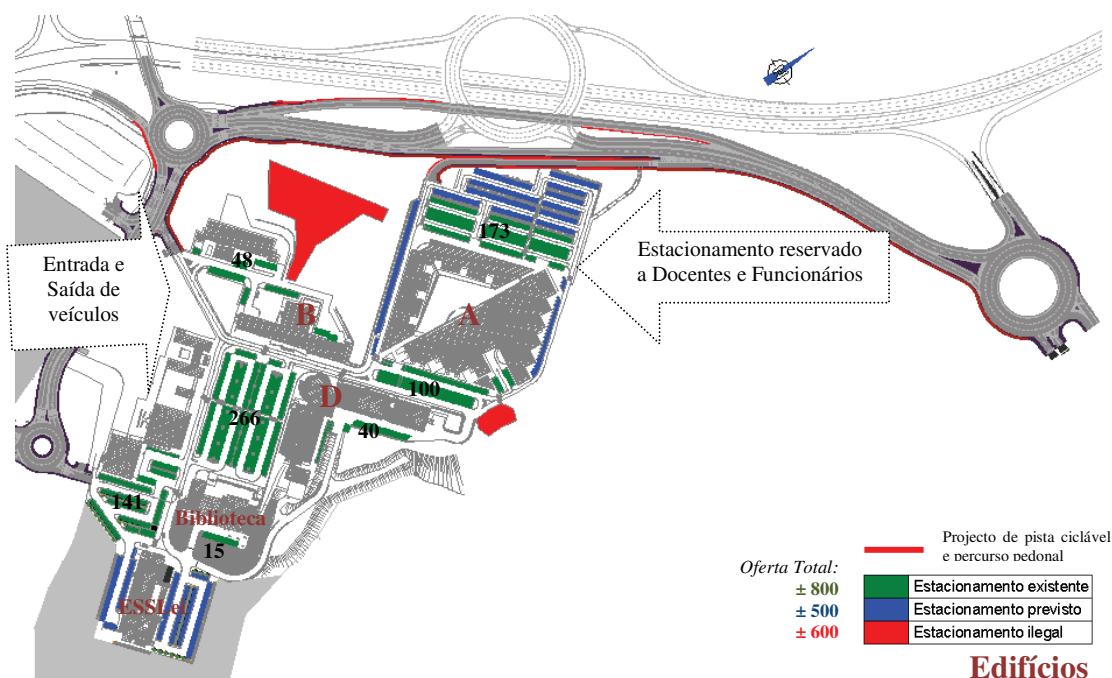 173
Estacionamento reservado
a Docentes e Funcionários
Entrada e
Saída de
veículos
48
B
A
100
D
266
40
141
Biblioteca
15
ESSLei
Projecto de pista ciclável
e percurso pedonal
Oferta Total:
± 800
Estacionamento existente
± 500
Estacionamento previsto
± 600
Estacionamento ilegal
Edifícios